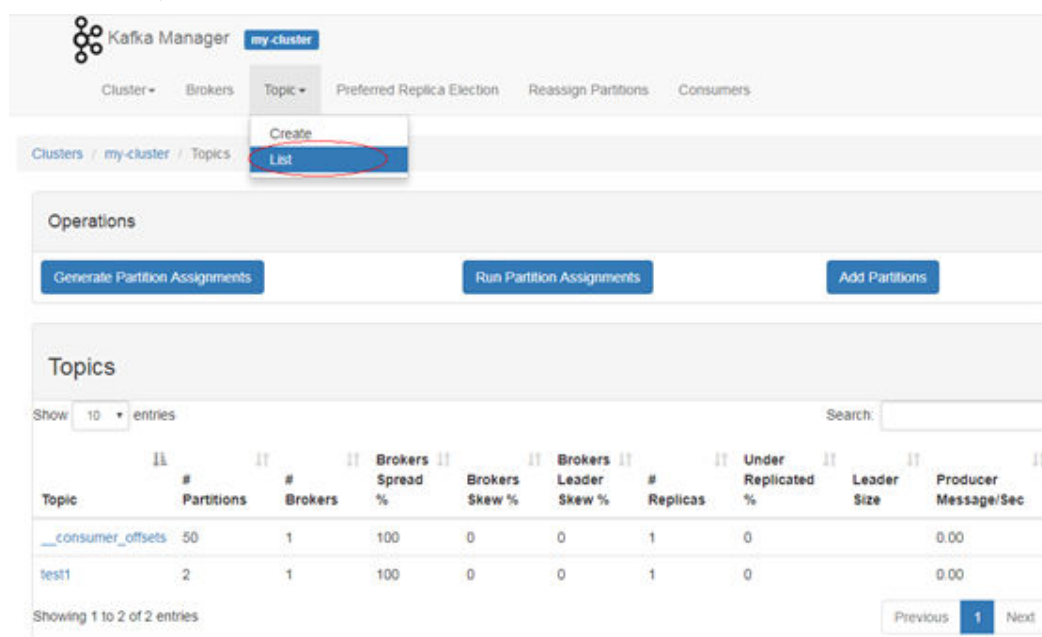 Kafka Manager my-cluster
Cluster Brokers Topic Preferred Replica Election Reassign Partitions Consumers
Create
List
Clusters / my-cluster / Topics
Operations
Generate Partition Assignments Run Partition Assignments Add Partitions
Topics
Show 10 entries Search:
Topic # Partitions # Brokers Brokers Spread % Brokers Skew % Brokers Leader Skew % # Replicas Under Replicated % Leader Size Producer Message/Sec
__consumer_offsets 50 1 100 0 0 1 0 0.00
test1 2 1 100 0 0 1 0 0.00
Showing 1 to 2 of 2 entries Previous 1 Next